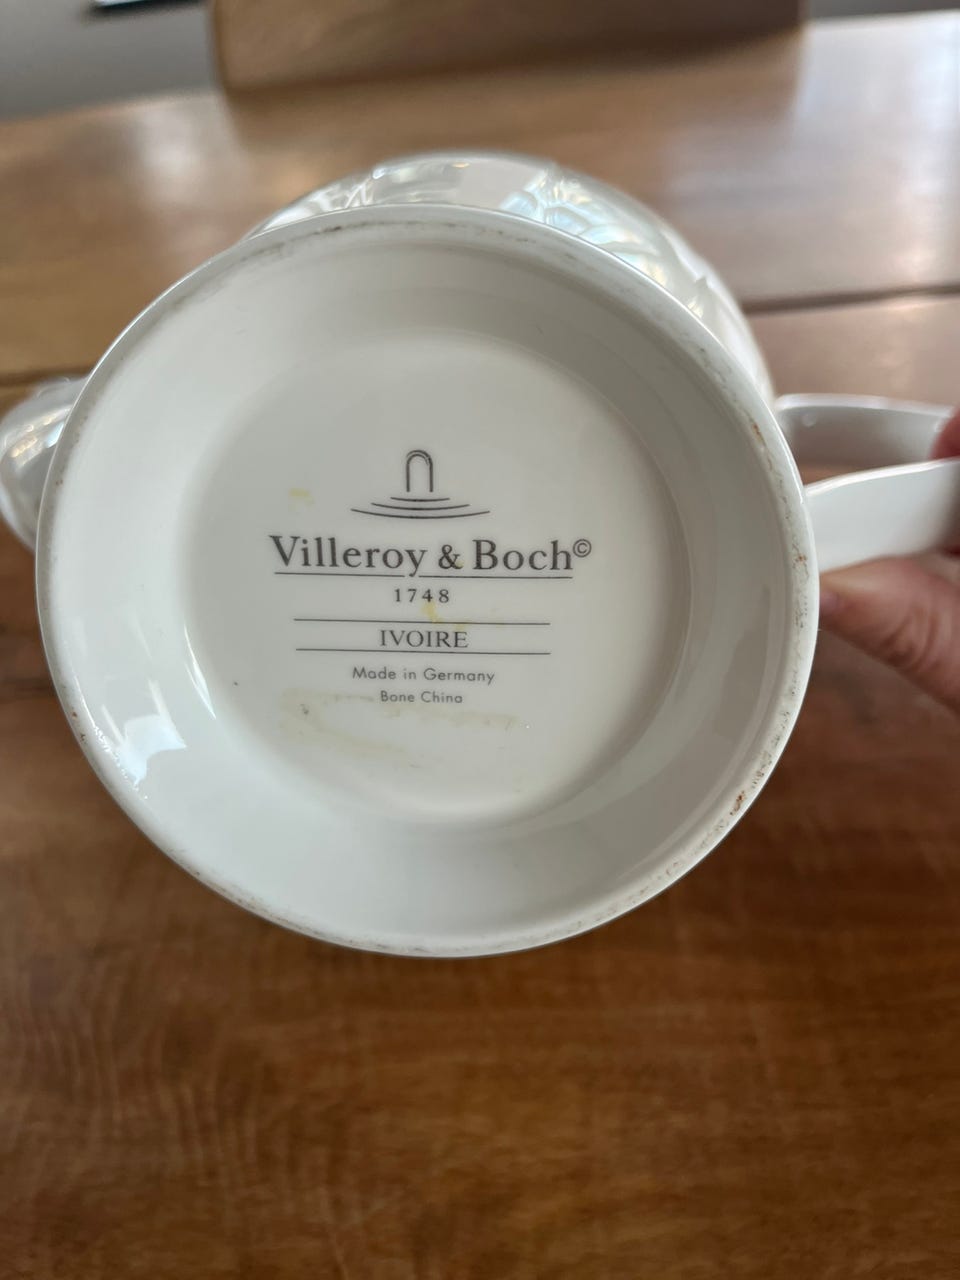 Villeroy & Boch©
1748
IVOIRE
Made in Germany
Bone China